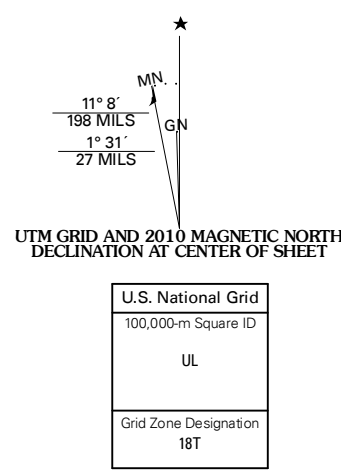 ★
MN
11° 8´
198 MILS
GN
1° 31´
27 MILS
UTM GRID AND 2010 MAGNETIC NORTH
DECLINATION AT CENTER OF SHEET
U.S. National Grid
100,000-m Square ID
UL
Grid Zone Designation
18T